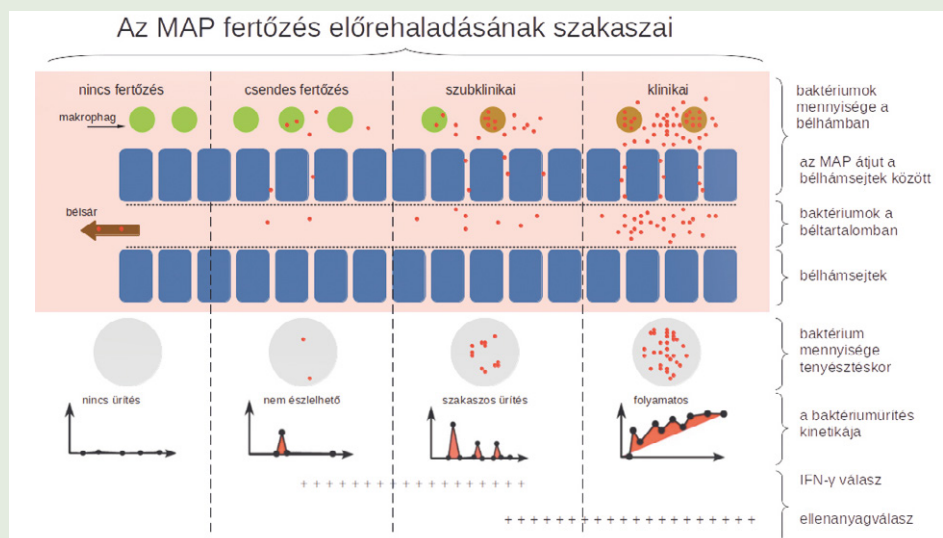 Az MAP fertőzés előrehaladásának szakaszai
nincs fertőzés
csendes fertőzés
szubklinikai
klinikai
makrophag
baktériumok
mennyisége a
bélhámban
az MAP átjut a
bélhámsejtek között
bélsár
baktériumok a
béltartalomban
bélhámsejtek
baktérium
mennyisége
tenyésztéskor
nincs ürítés
nem észlelhető
szakaszos ürítés
folyamatos
a baktériumürítés
kinetikája
+ + + + + + + + + + + + + + + + + +
IFN-γ válasz
+ + + + + + + + + + + + + + + + + + + +
ellenanyagválasz